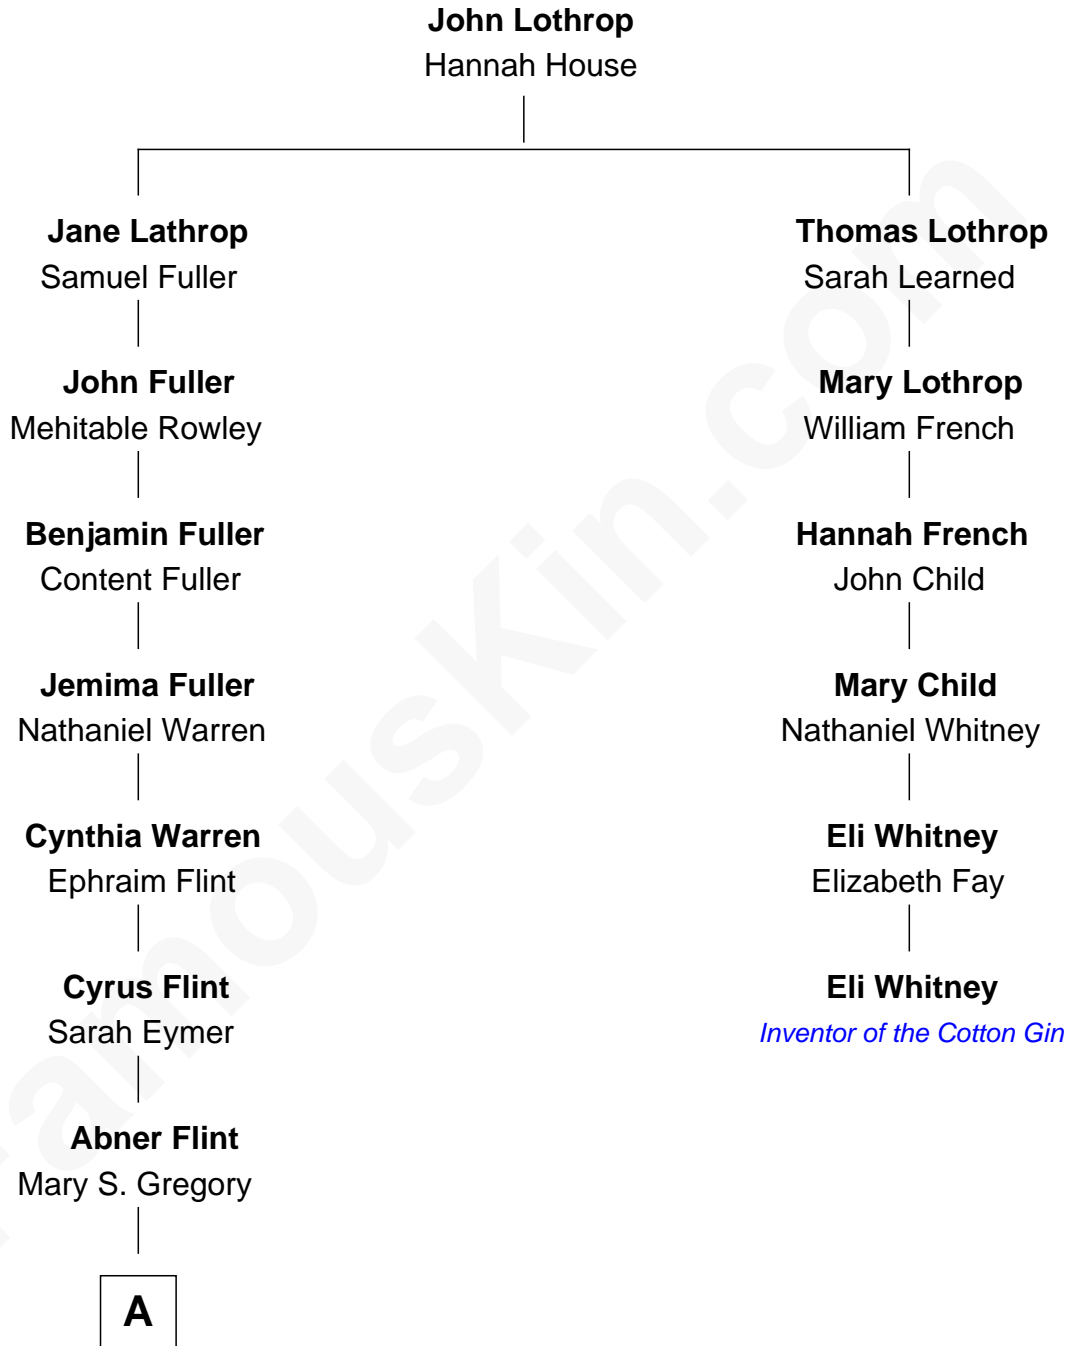 John Lothrop
Hannah House
Jane Lathrop
Samuel Fuller
John Fuller
Mehitable Rowley
Benjamin Fuller
Content Fuller
Jemima Fuller
Nathaniel Warren
Cynthia Warren
Ephraim Flint
Cyrus Flint
Sarah Eymer
Abner Flint
Mary S. Gregory
A
Thomas Lothrop
Sarah Learned
Mary Lothrop
William French
Hannah French
John Child
Mary Child
Nathaniel Whitney
Eli Whitney
Elizabeth Fay
Eli Whitney
Inventor of the Cotton Gin
FamousKin.com